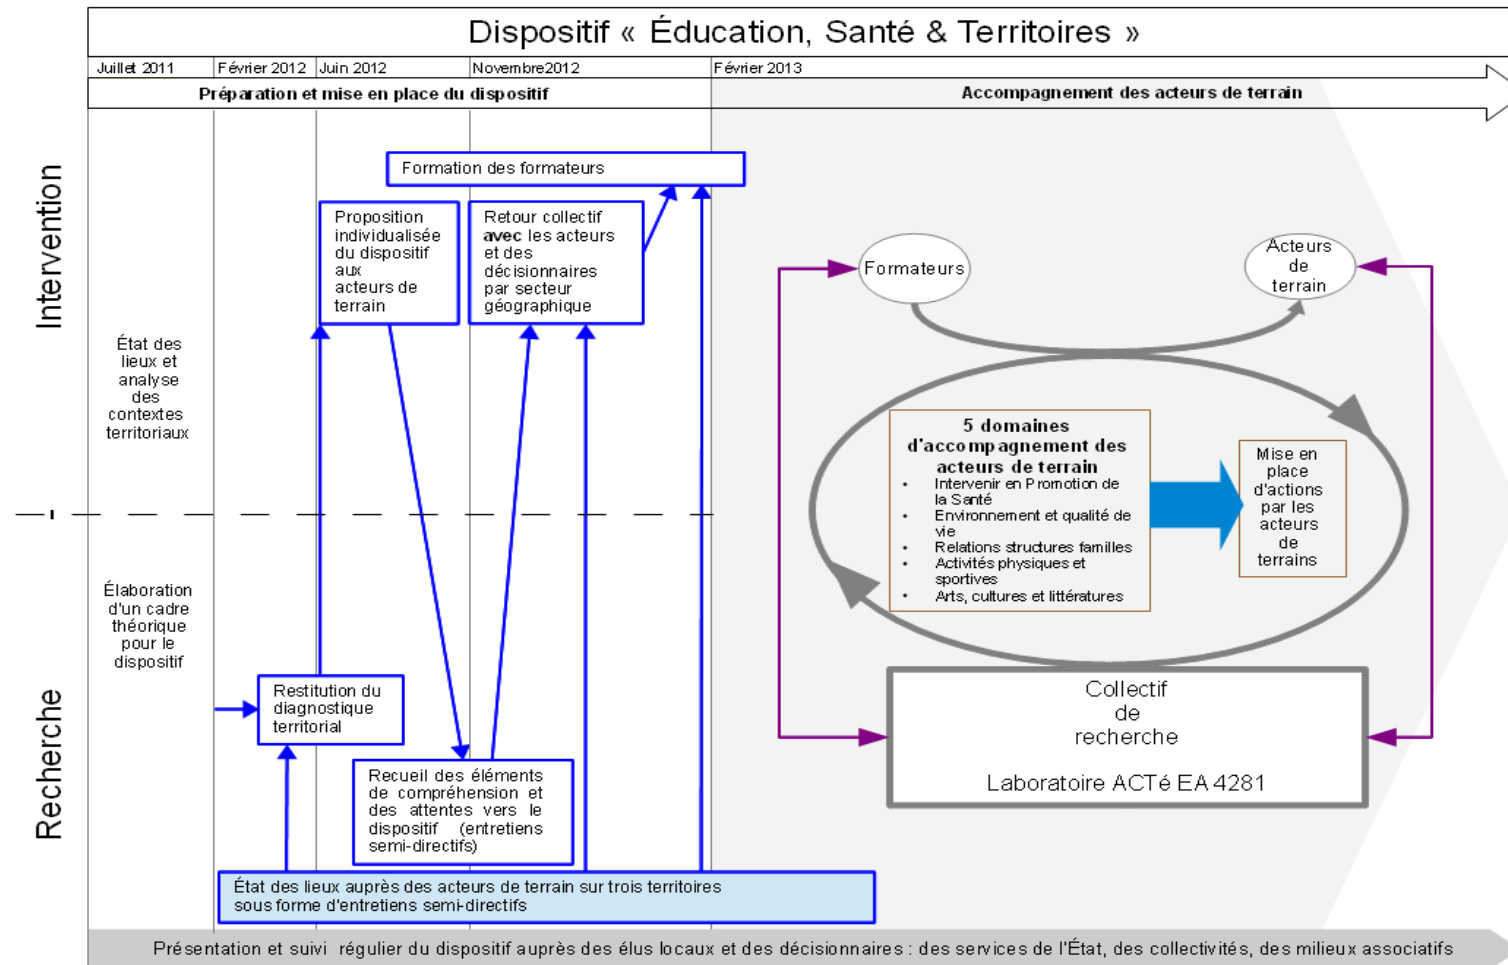 Dispositif « Éducation, Santé & Territoires »
Juillet 2011
Février 2012
Juin 2012
Novembre2012
Février 2013
Préparation et mise en place du dispositif
Accompagnement des acteurs de terrain
Intervention
Recherche
État des
lieux et
analyse
des
contextes
territoriaux
Élaboration
d'un cadre
théorique
pour le
dispositif
Formation des formateurs
Proposition
individualisée
du dispositif
aux
acteurs de
terrain
Retour collectif
avec les acteurs
et des
décisionnaires
par secteur
géographique
Restitution du
diagnostique
territorial
Recueil des éléments
de compréhension et
des attentes vers le
dispositif (entretiens
semi-directifs)
État des lieux auprès des acteurs de terrain sur trois territoires
sous forme d'entretiens semi-directifs
Formateurs
Acteurs
de
terrain
5 domaines
d'accompagnement des
acteurs de terrain
• Intervenir en Promotion de
la Santé
• Environnement et qualité de
vie
• Relations structures familles
• Activités physiques et
sportives
• Arts, cultures et littératures
Mise en
place
d'actions
par les
acteurs
de
terrains
Collectif
de
recherche
Laboratoire ACTé EA 4281
Présentation et suivi régulier du dispositif auprès des élus locaux et des décisionnaires : des services de l'État, des collectivités, des milieux associatifs